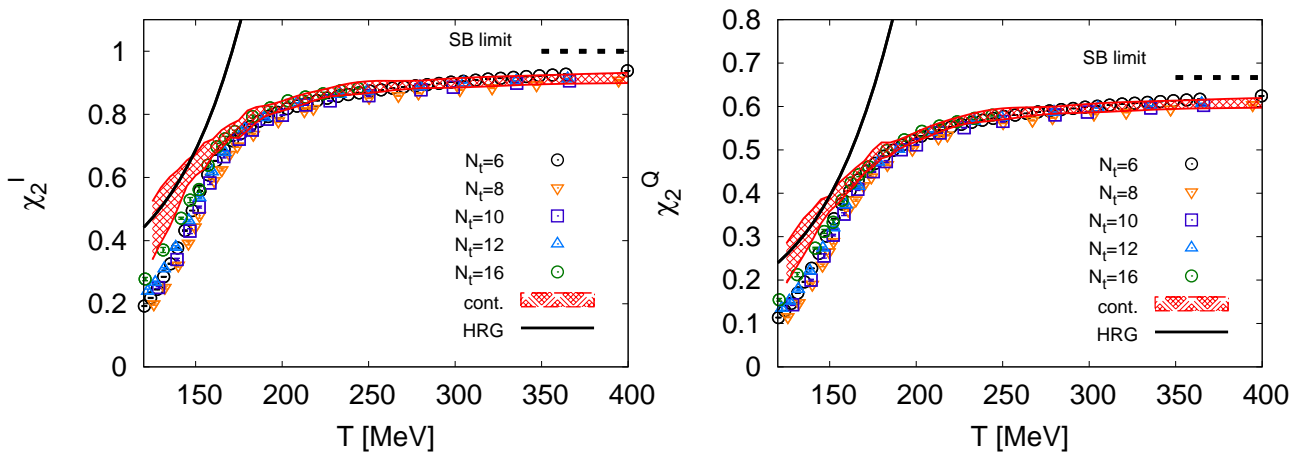 SB limit
N_t=6
N_t=8
N_t=10
N_t=12
N_t=16
cont.
HRG
0
0.2
0.4
0.6
0.8
1
150 200 250 300 350 400
χ_2^I
T [MeV]
SB limit
N_t=6
N_t=8
N_t=10
N_t=12
N_t=16
cont.
HRG
0
0.1
0.2
0.3
0.4
0.5
0.6
0.7
0.8
150 200 250 300 350 400
χ_2^Q
T [MeV]